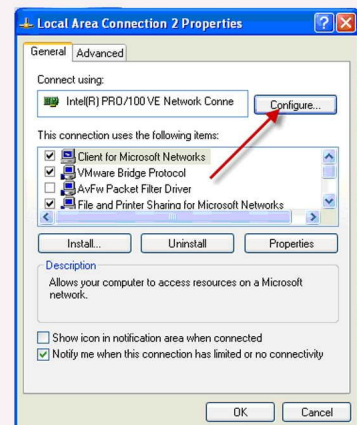 Local Area Connection 2 Properties
General Advanced
Connect using:
Intel(R) PRO/100 VE Network Conne Configure...
This connection uses the following items:
Client for Microsoft Networks
VMware Bridge Protocol
AvFw Packet Filter Driver
File and Printer Sharing for Microsoft Networks
Install... Uninstall Properties
Description
Allows your computer to access resources on a Microsoft
network.
Show icon in notification area when connected
Notify me when this connection has limited or no connectivity
OK Cancel